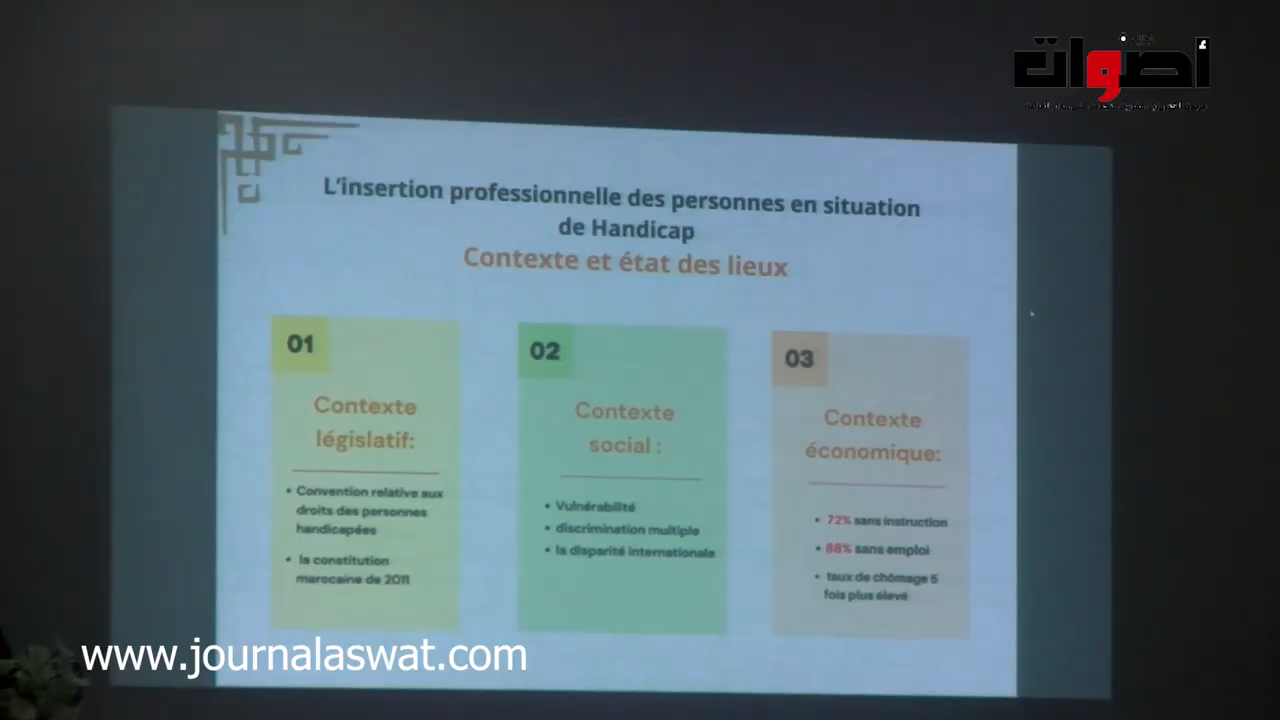 أصوات
L'insertion professionnelle des personnes en situation
de Handicap
Contexte et état des lieux
01
Contexte
législatif:
• Convention relative aux
droits des personnes
handicapées
• la constitution
marocaine de 2011
02
Contexte
social :
• Vulnérabilité
• discrimination multiple
• la disparité internationale
03
Contexte
économique:
• 72% sans instruction
• 88% sans emploi
• taux de chômage 6
fois plus élevé
www.journalaswat.com